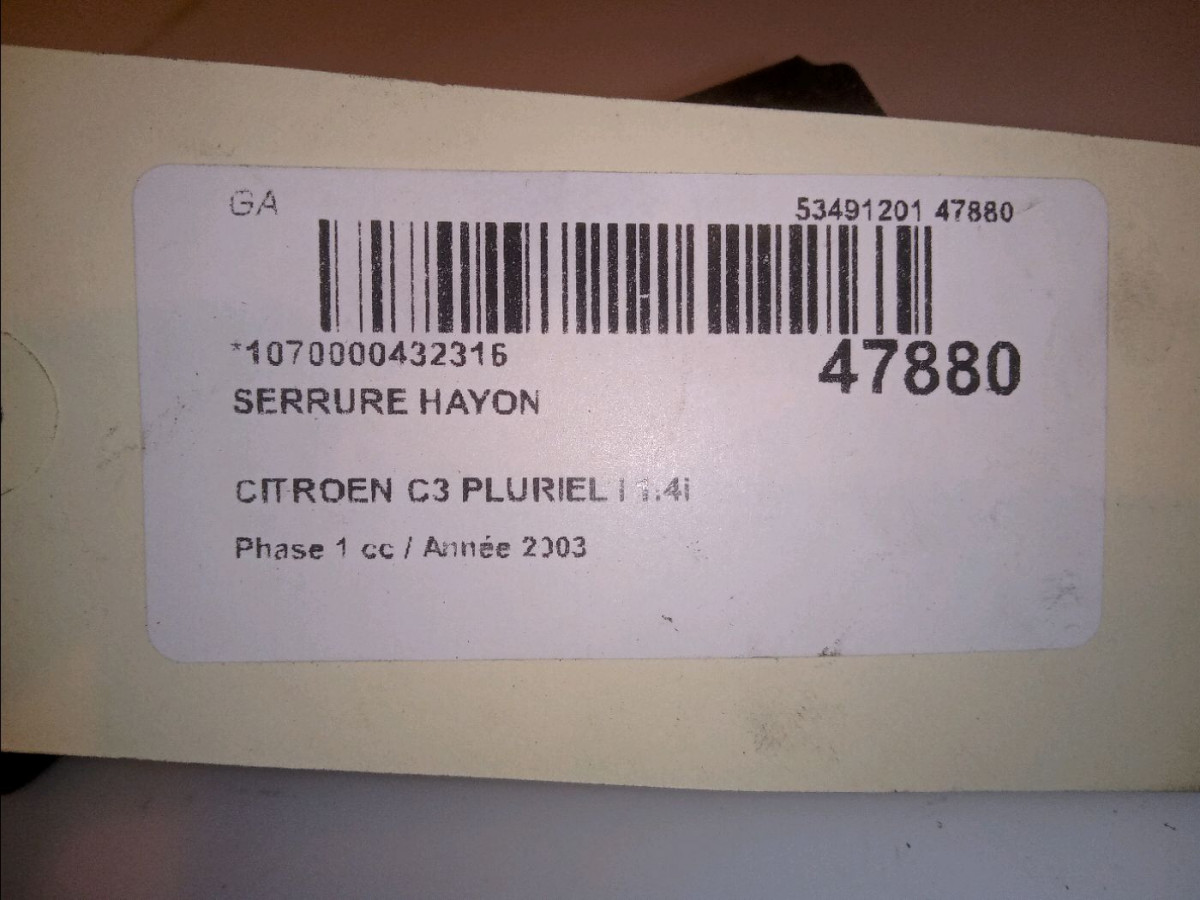 GA
53491201 47880
*1070000432316
47880
SERRURE HAYON
CITROEN C3 PLURIEL I 1.4i
Phase 1 cc / Année 2003